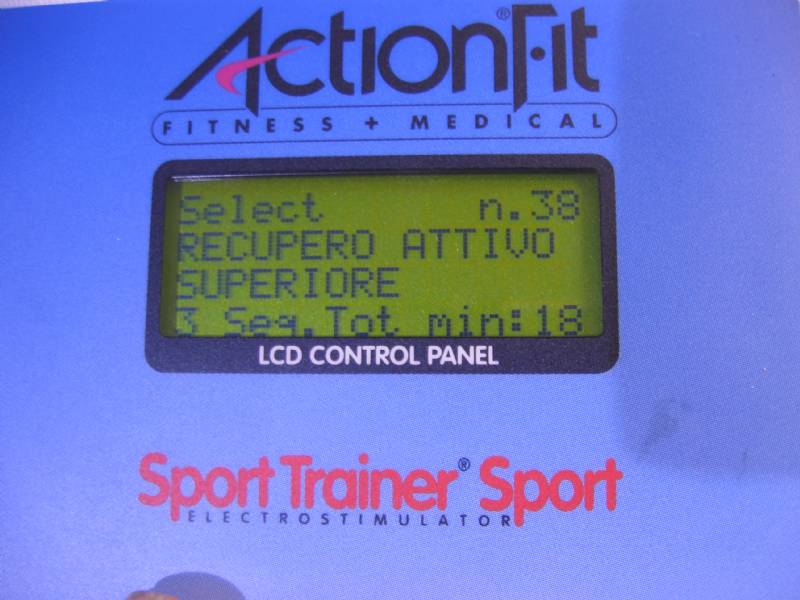 ActionFit®
FITNESS + MEDICAL
Select n.38
RECUPERO ATTIVO
SUPERIORE
3 Seq.Tot min:18
LCD CONTROL PANEL
Sport Trainer® Sport
ELECTROSTIMULATOR